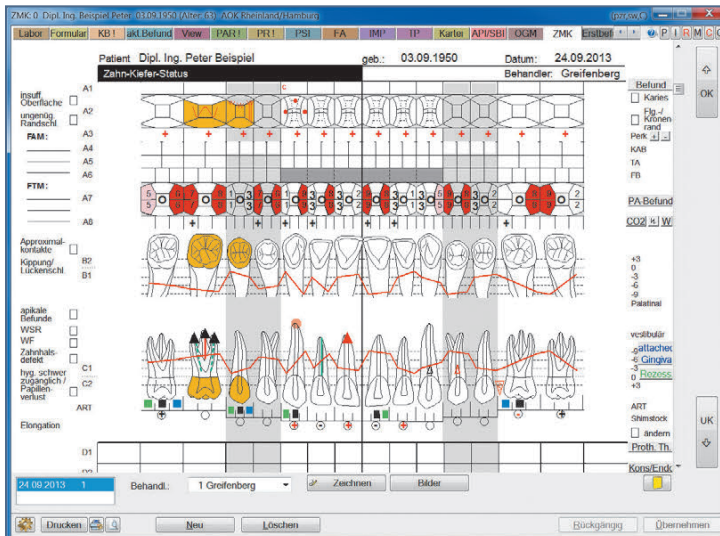 ZMK: 0 Dipl. Ing. Beispiel Peter 03.09.1950 (Alter: 63) AOK Rheinland/Hamburg
Labor Formular KB ! akt.Befund View PAR ! PR ! PSI FA IMP TP Kartei API/SBI OGM ZMK Erstbef P I R M C
Patient Dipl. Ing. Peter Beispiel geb.: 03.09.1950 Datum: 24.09.2013
Zahn-Kiefer-Status Behandler: Greifenberg
A1
insuff.
Oberfläche
ungenüg.
Randschl.
A2
FAM:
A3
A4
A5
A6
FTM:
A7
A8
Approximal-
kontakte
Kippung/
Lückenschl.
B2
B1
apikale
Befunde
WSR
WF
Zahnhals-
defekt
C1
hyg. schwer
zugänglich /
Papillen-
verlust
C2
ART
Elongation
D1
Befund
Karies
Flg.-/
Kronen
rand
Perk + -
KAB
TA
FB
PA-Befund
CO2 W
+3
0
-3
-6
-9
Palatinal
vestibulär
attached
Gingiva
Rezess
+3
ART
Shimstock
ändern
Proth. Th.
Kons/Endo
OK
UK
24.09.2013 1 Behandl.: 1 Greifenberg Zeichnen Bilder
Drucken Neu Löschen Rückgängig Übernehmen